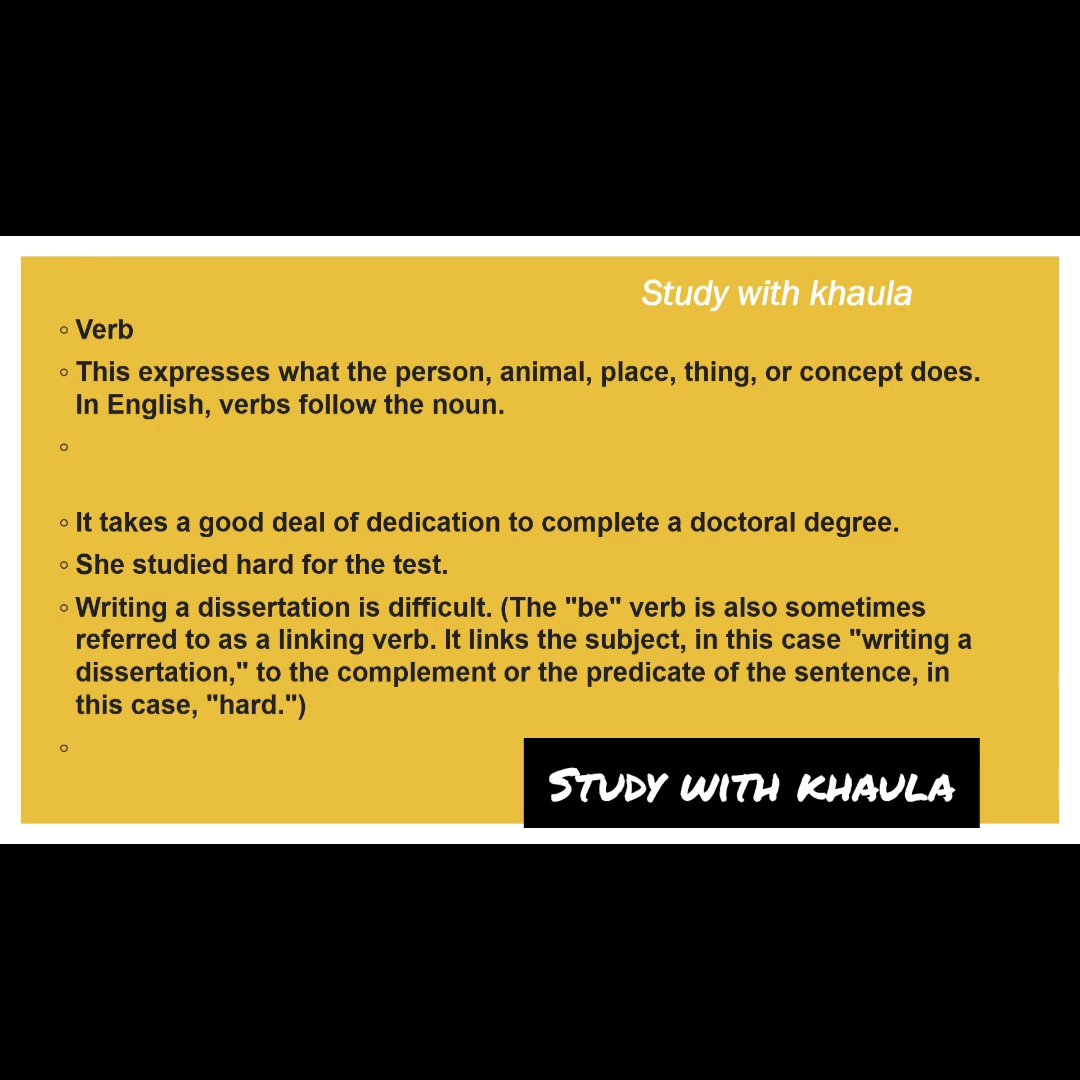 Study with khaula
◦ Verb
◦ This expresses what the person, animal, place, thing, or concept does.
In English, verbs follow the noun.
◦
◦ It takes a good deal of dedication to complete a doctoral degree.
◦ She studied hard for the test.
◦ Writing a dissertation is difficult. (The "be" verb is also sometimes
referred to as a linking verb. It links the subject, in this case "writing a
dissertation," to the complement or the predicate of the sentence, in
this case, "hard.")
◦
STUDY WITH KHAULA